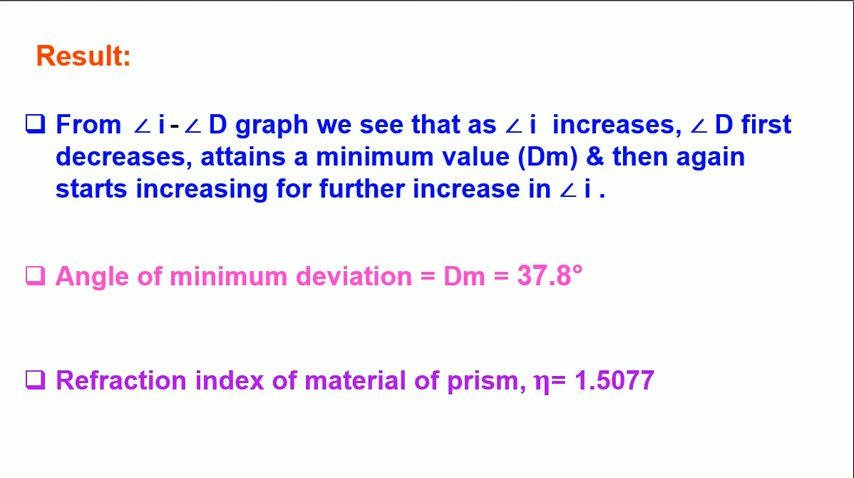 Result:
❑ From ∠ i - ∠ D graph we see that as ∠ i increases, ∠ D first
decreases, attains a minimum value (Dm) & then again
starts increasing for further increase in ∠ i .
❑ Angle of minimum deviation = Dm = 37.8°
❑ Refraction index of material of prism, η= 1.5077